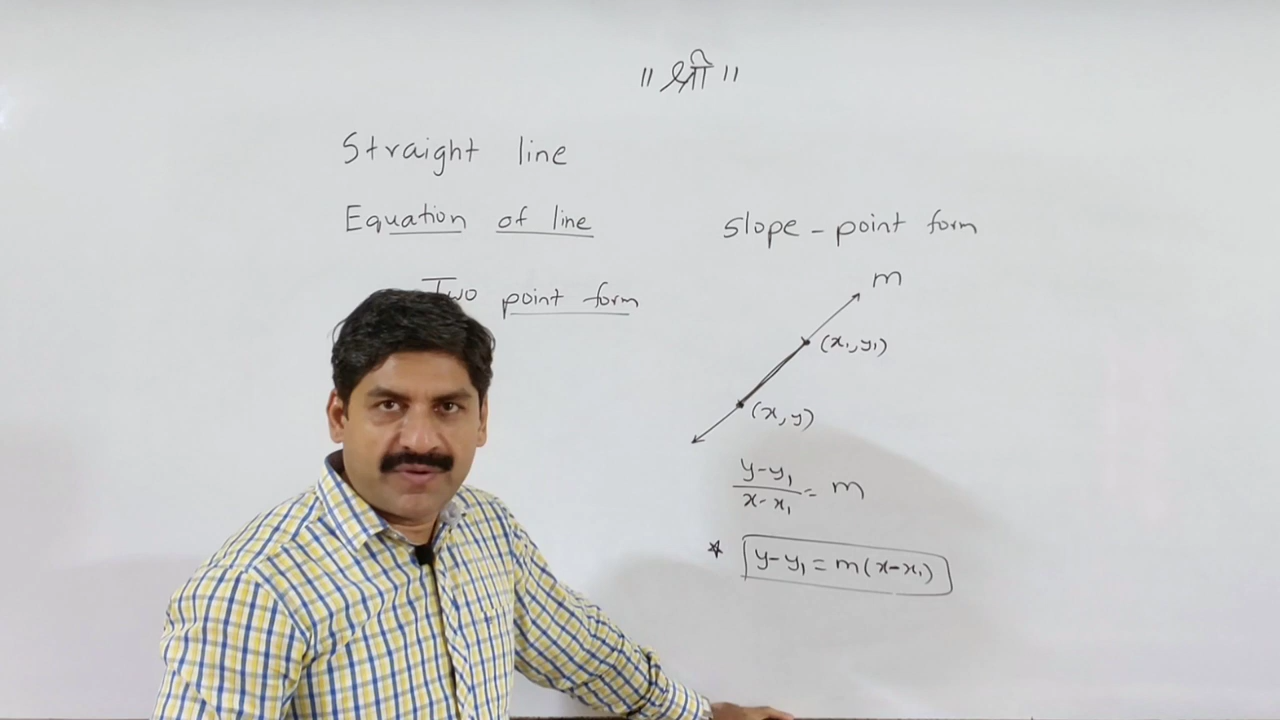 ॥ श्री ॥
Straight line
Equation of line
Two point form
slope - point form
m
(x₁, y₁)
(x, y)
y-y₁
x-x₁ = m
* y-y₁ = m(x-x₁)